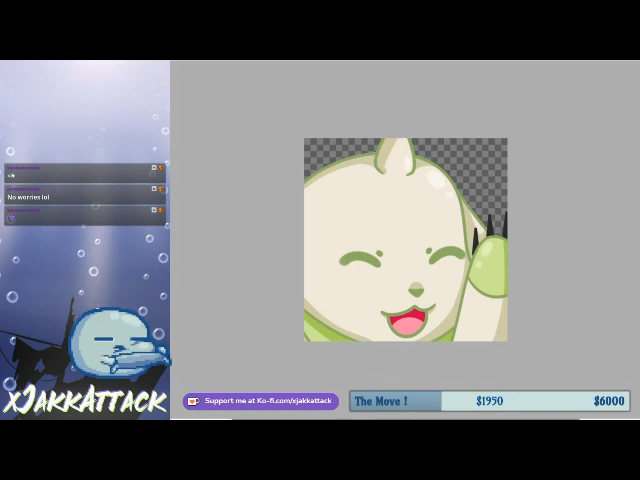 <3
No worries lol
xJakkAttack
Support me at Ko-fi.com/xjakkattack
The Move ! $1950 $6000